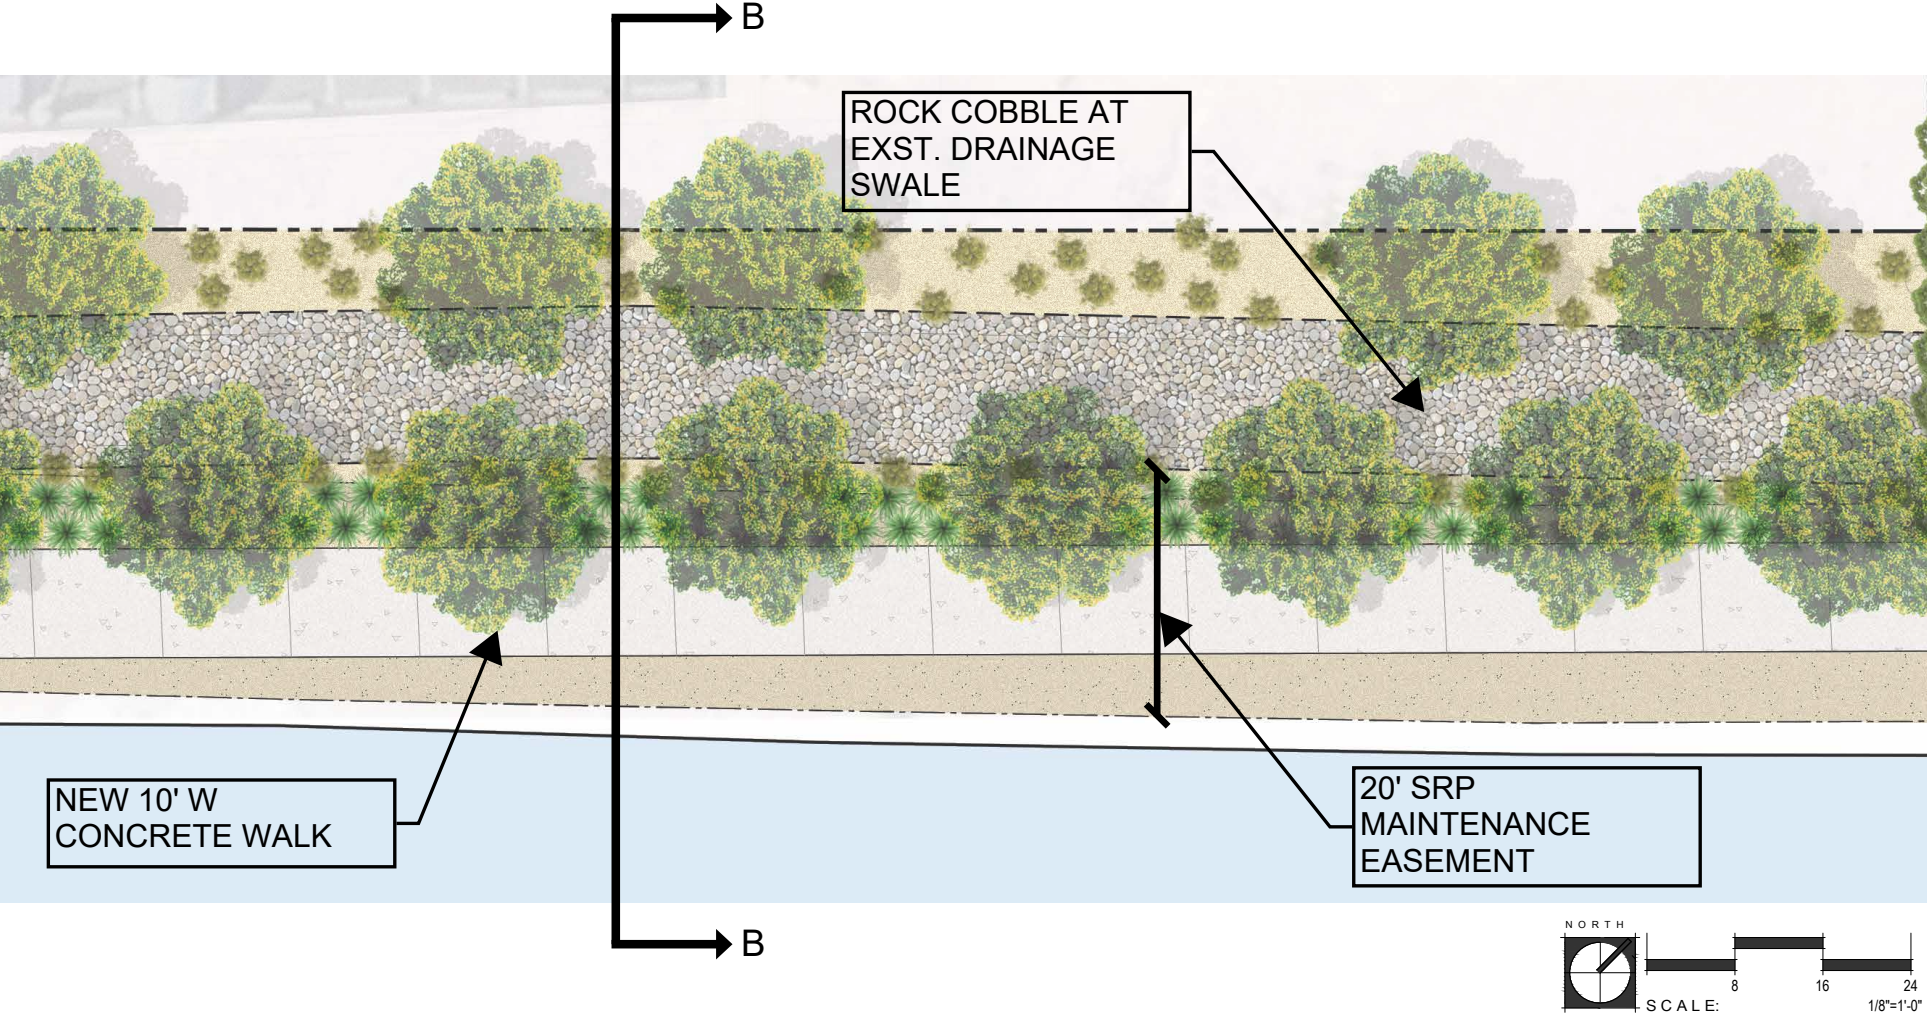 B
ROCK COBBLE AT
EXST. DRAINAGE
SWALE
NEW 10' W
CONCRETE WALK
20' SRP
MAINTENANCE
EASEMENT
B
NORTH
8 16 24
SCALE: 1/8"=1'-0"